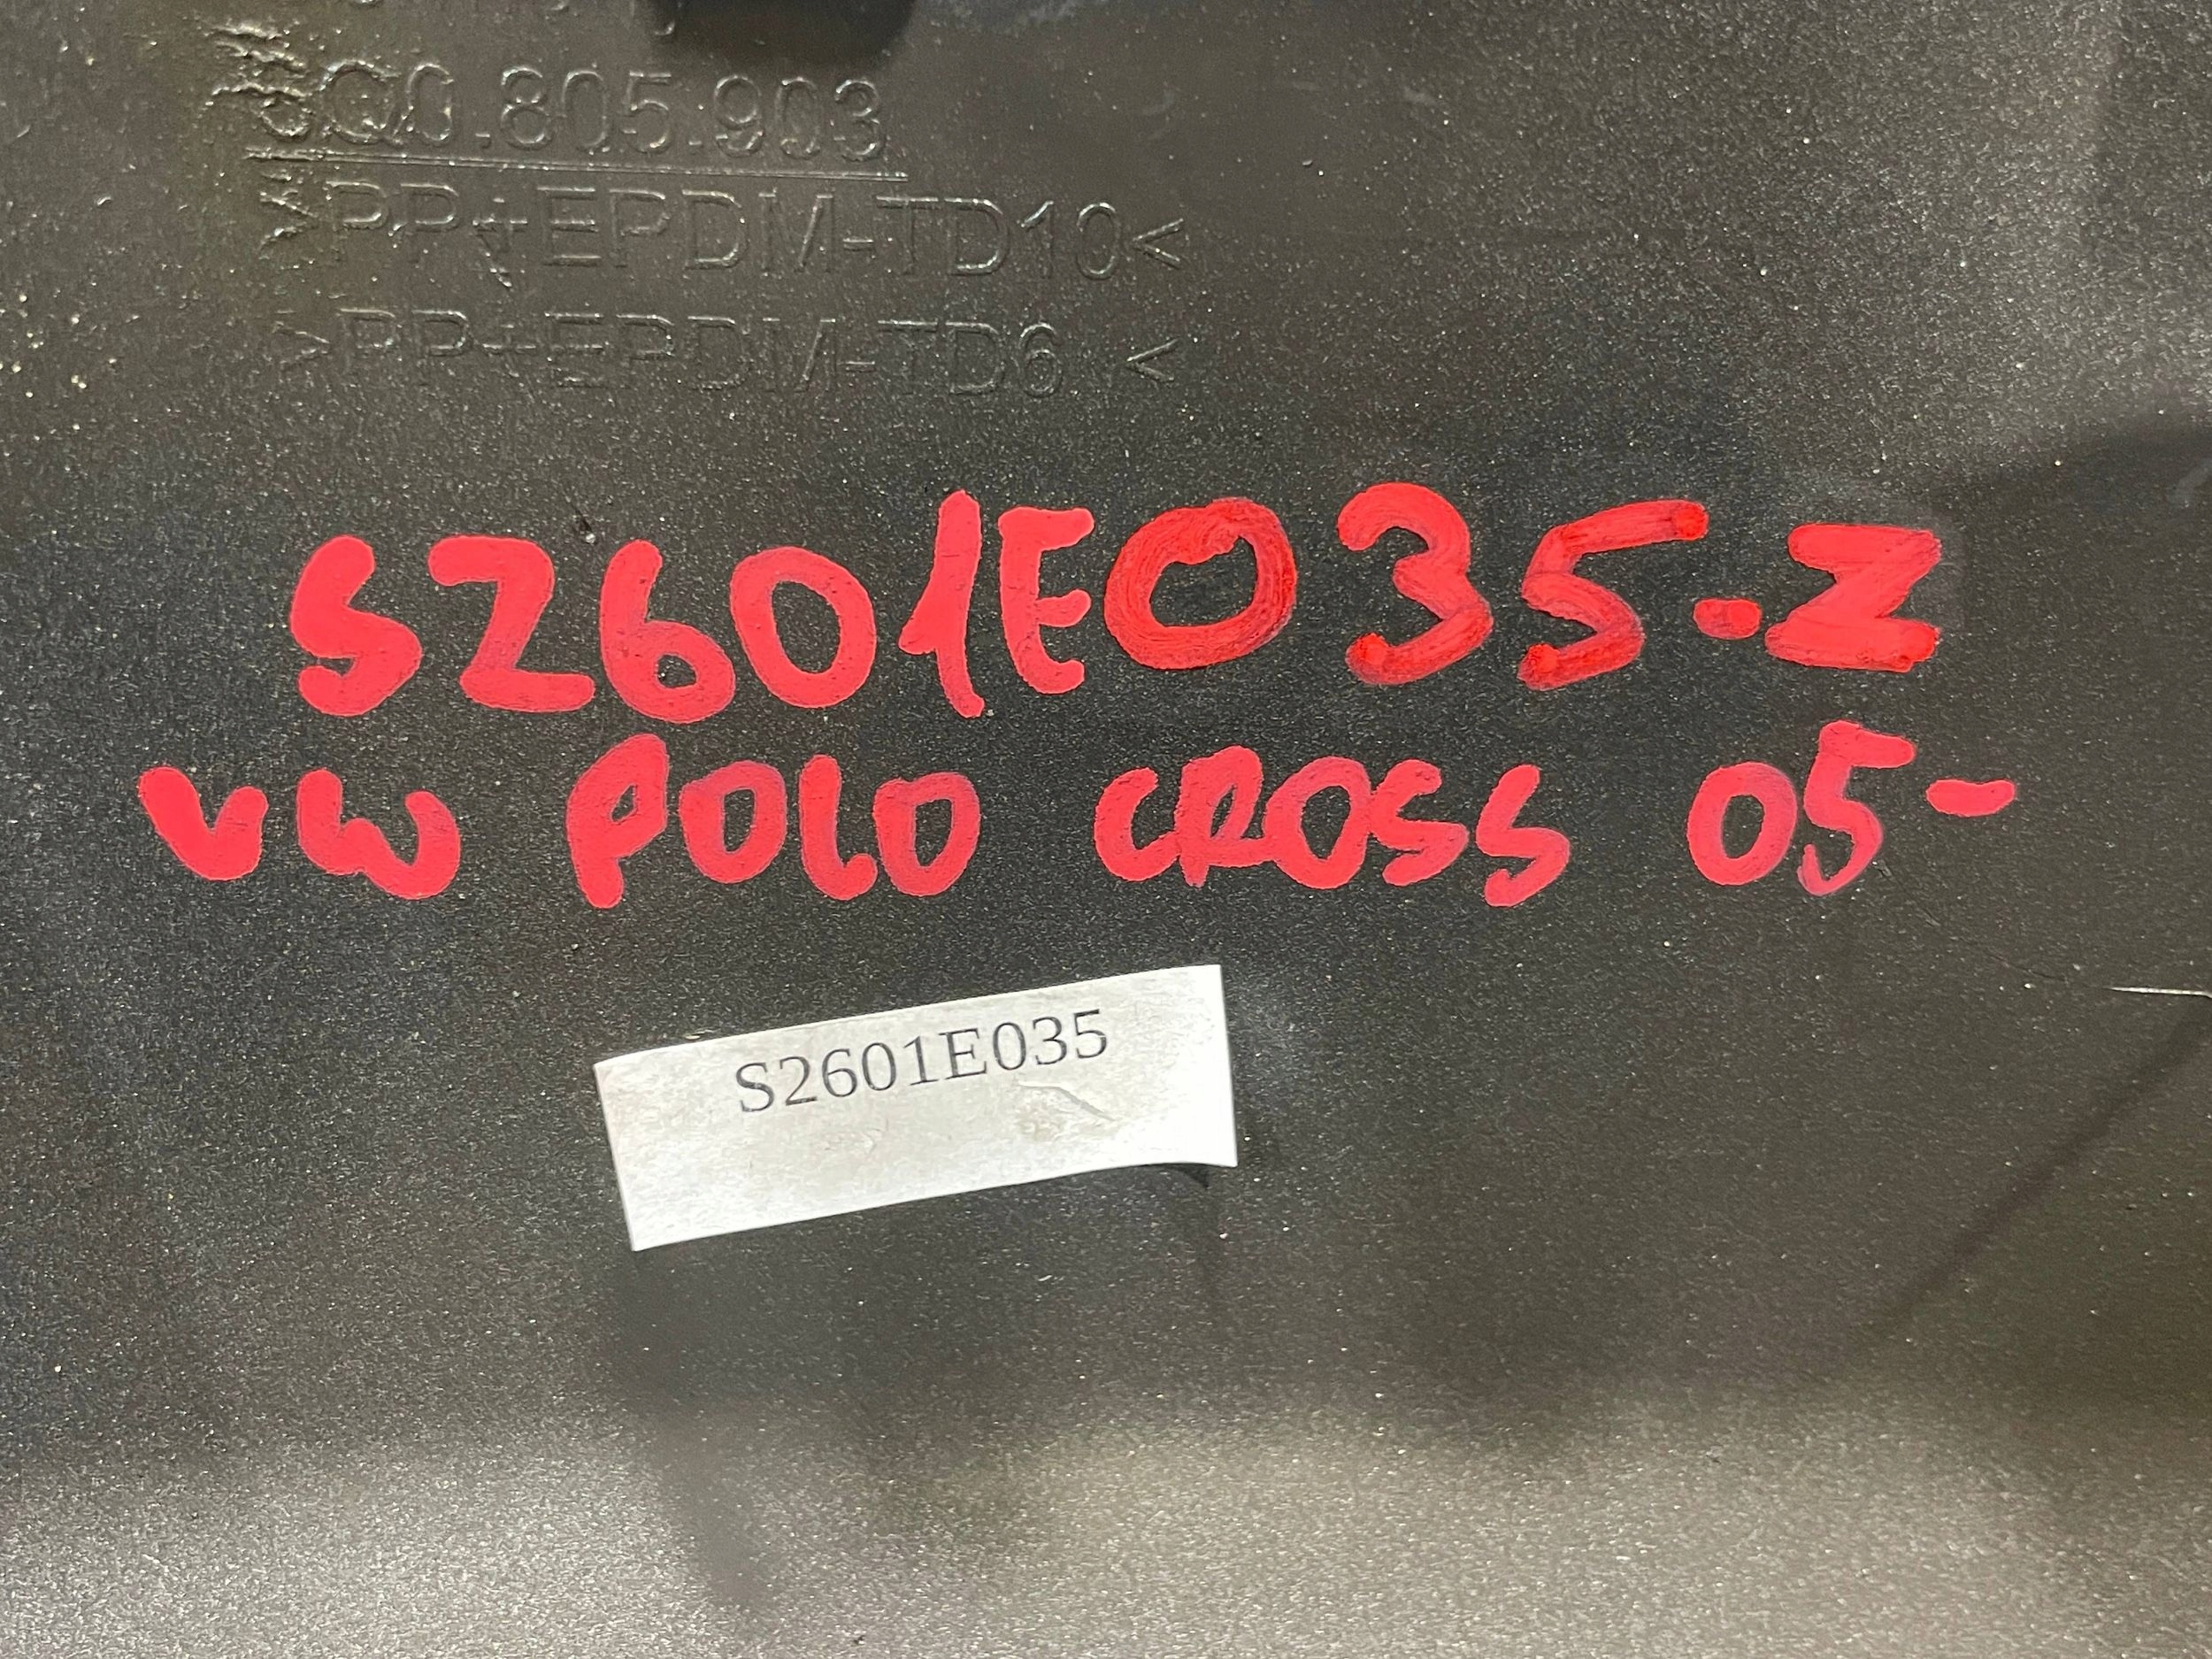 6Q0.805.903
>PP+EPDM-TD10<
>PP+EPDM-TD6 <
S2601E035-Z
VW POLO CROSS 05-
S2601E035